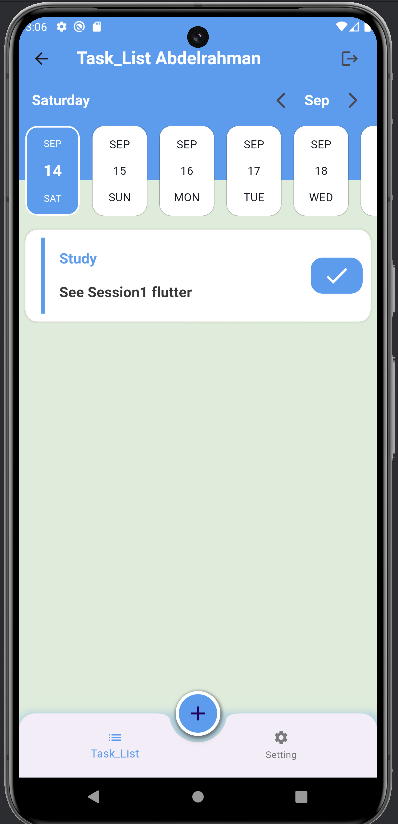 3:06
Task_List Abdelrahman
Saturday
Sep
SEP SEP SEP SEP SEP
14 15 16 17 18
SAT SUN MON TUE WED
Study
See Session1 flutter
Task_List
Setting